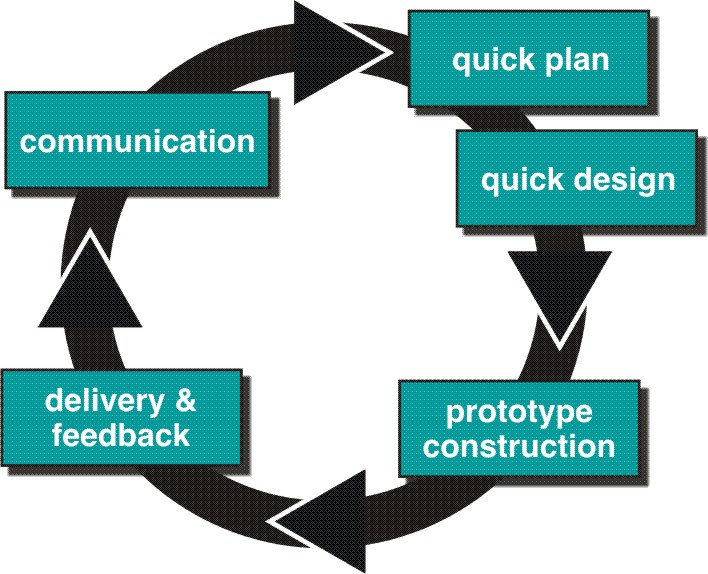 quick plan
communication
quick design
delivery &
feedback
prototype
construction